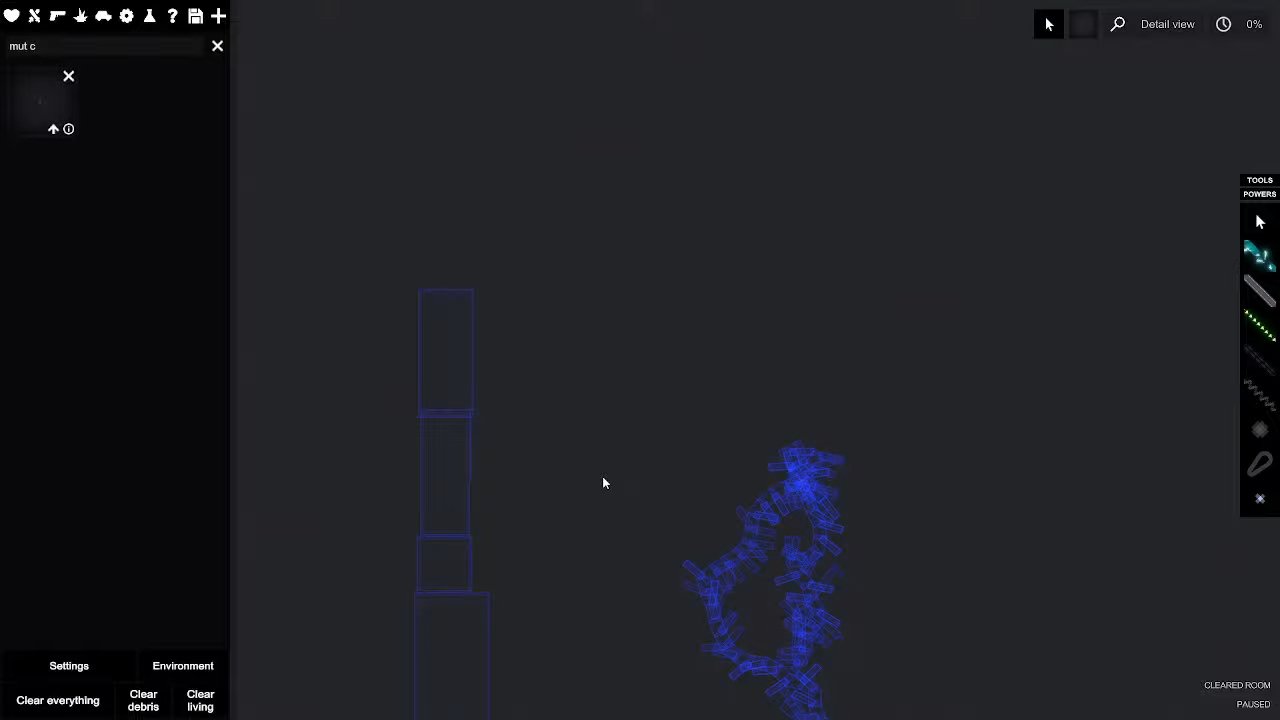 mut c
Detail view
0%
TOOLS
POWERS
Settings
Environment
Clear everything
Clear
debris
Clear
living
CLEARED ROOM
PAUSED